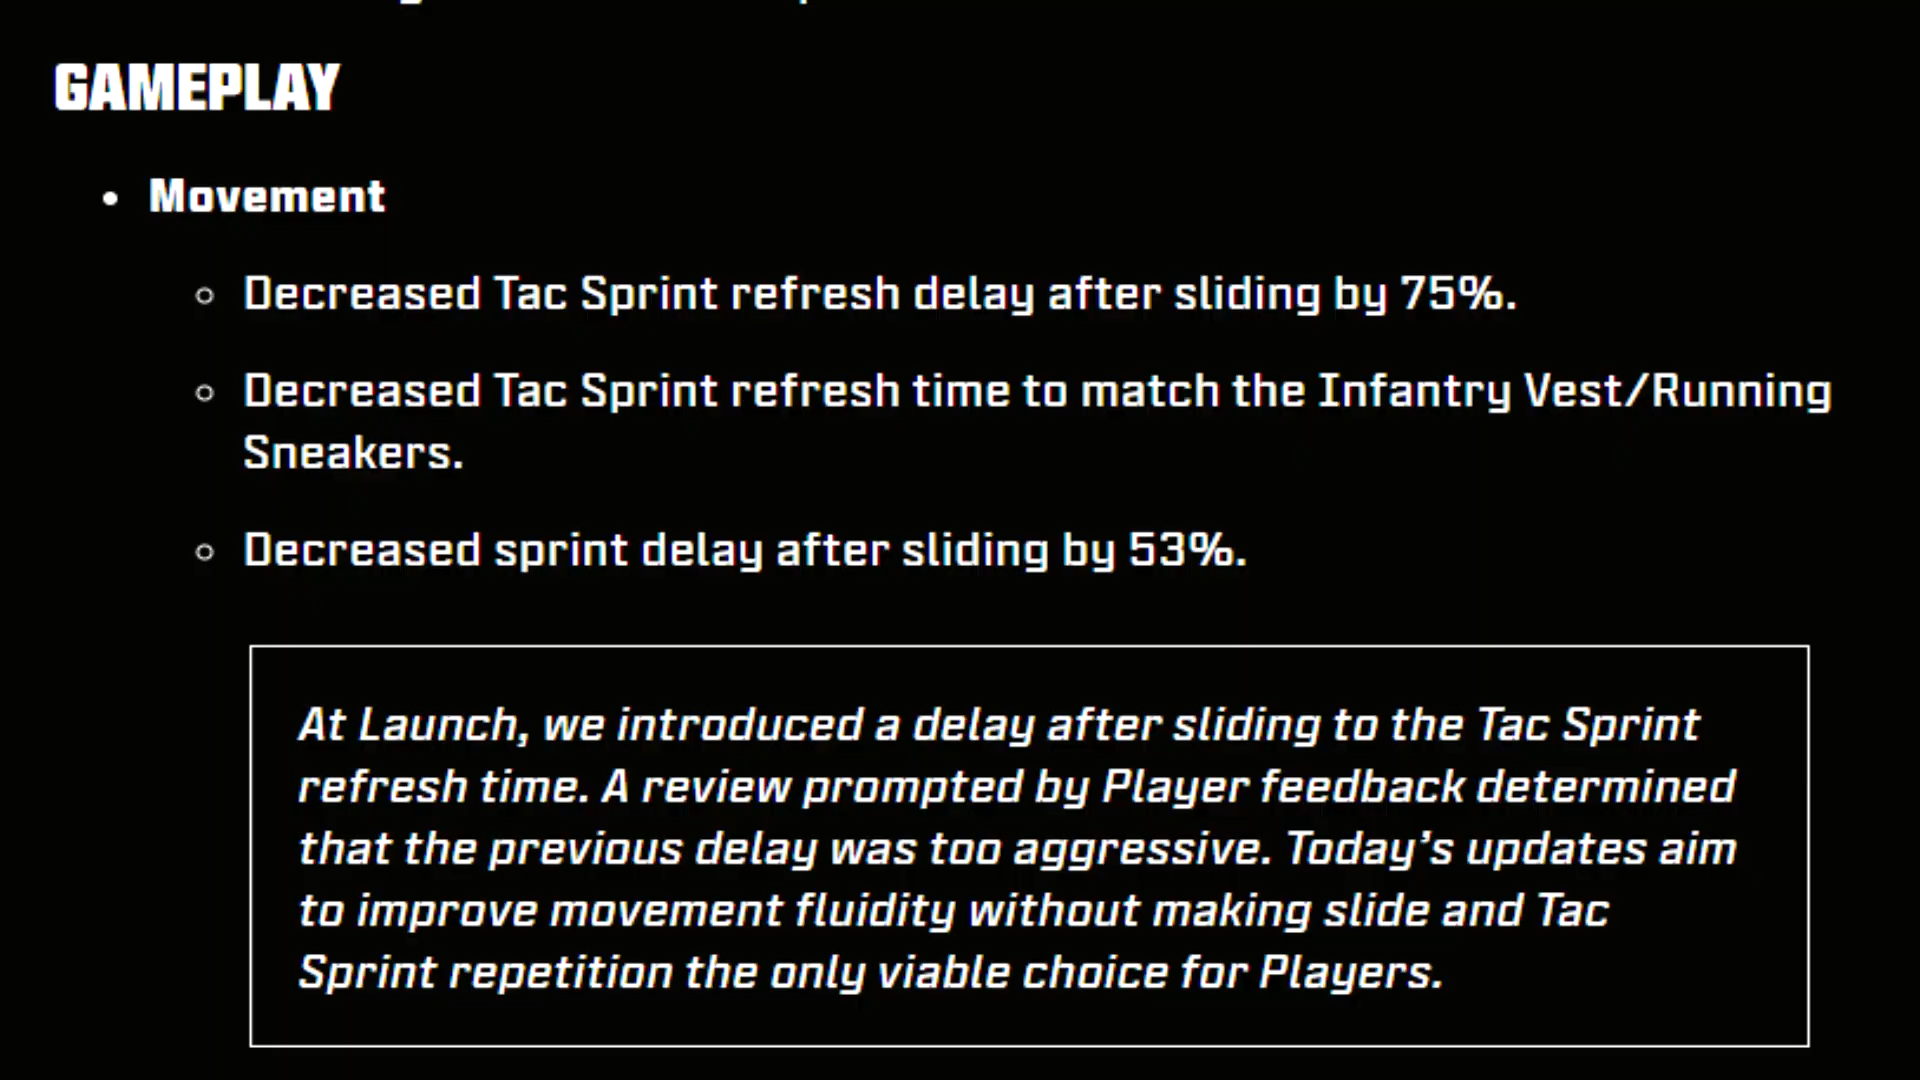 GAMEPLAY
Movement
Decreased Tac Sprint refresh delay after sliding by 75%.
Decreased Tac Sprint refresh time to match the Infantry Vest/Running
Sneakers.
Decreased sprint delay after sliding by 53%.
At Launch, we introduced a delay after sliding to the Tac Sprint
refresh time. A review prompted by Player feedback determined
that the previous delay was too aggressive. Today’s updates aim
to improve movement fluidity without making slide and Tac
Sprint repetition the only viable choice for Players.